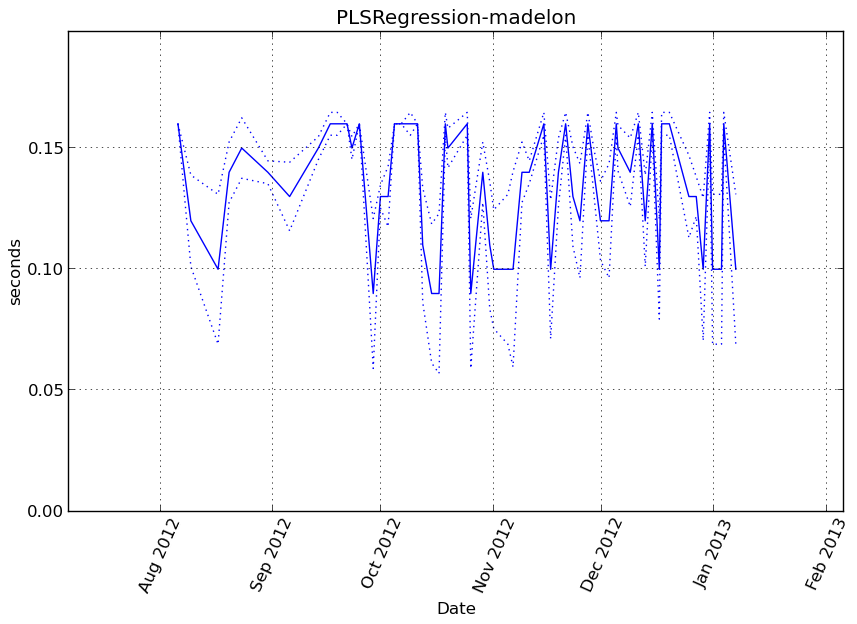 PLSRegression-madelon
seconds
0.15
0.10
0.05
0.00
Aug 2012
Sep 2012
Oct 2012
Nov 2012
Dec 2012
Jan 2013
Feb 2013
Date